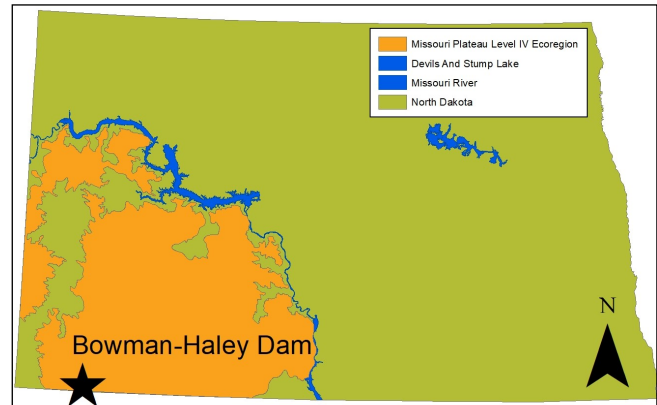 Missouri Plateau Level IV Ecoregion
Devils And Stump Lake
Missouri River
North Dakota
N
Bowman-Haley Dam